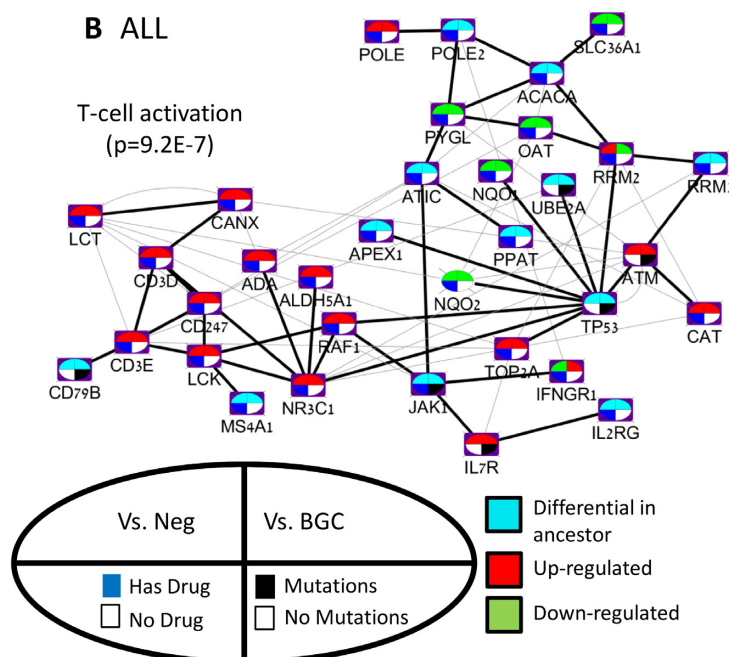 B ALL
T-cell activation
(p=9.2E-7)
POLE
POLE2
SLC36A1
ACACA
PYGL
OAT
RRM2
ATIC
NQO1
UBE2A
LCT
CANX
APEX1
PPAT
CD3D
ADA
ALDH5A1
NQO2
ATM
TP53
CD247
RAF1
CAT
CD3E
LCK
CD79B
NR3C1
TOP2A
IFNGR1
JAK1
MS4A1
IL2RG
IL7R
Vs. Neg
Vs. BGC
Has Drug
No Drug
Mutations
No Mutations
Differential in
ancestor
Up-regulated
Down-regulated